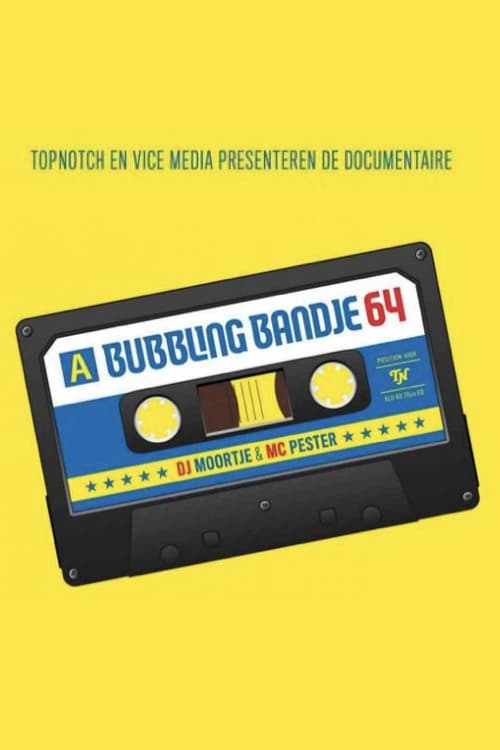 TOPNOTCH EN VICE MEDIA PRESENTEREN DE DOCUMENTAIRE
A BUBBLING BANDJE 64
POSITION·HIGH
TN
DJ MOORTJE & MC PESTER